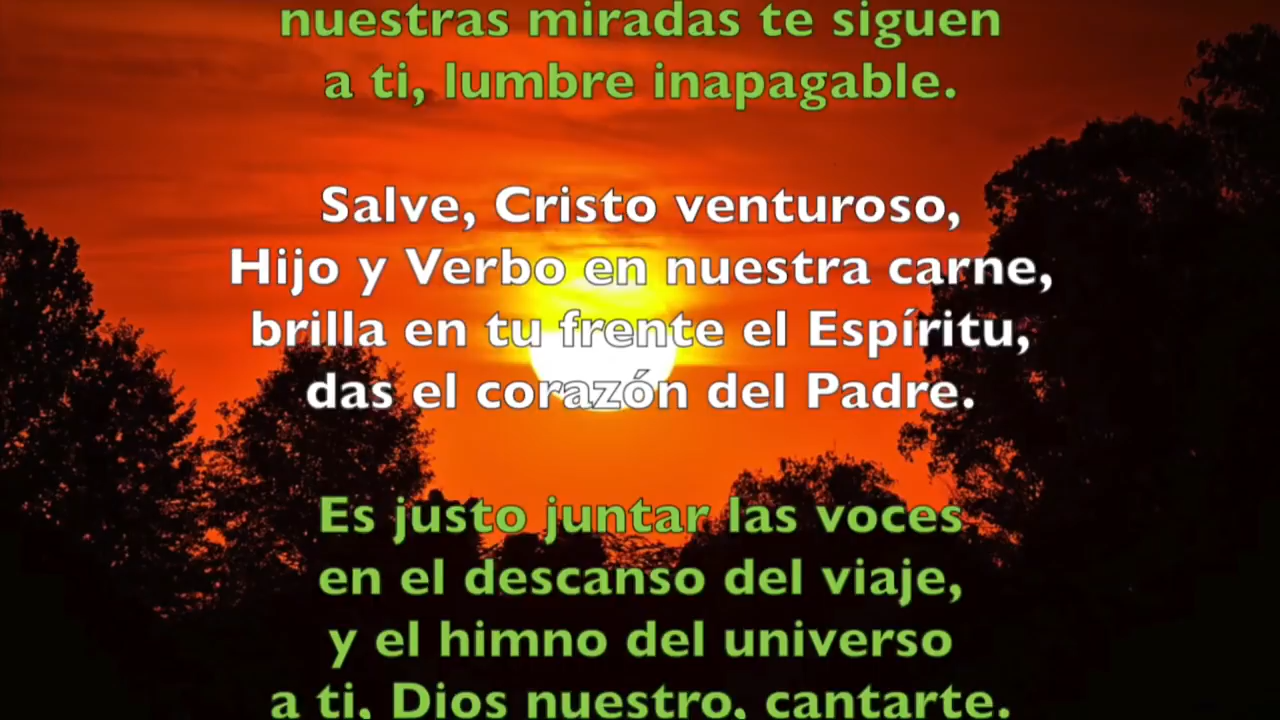 nuestras miradas te siguen
a ti, lumbre inapagable.
Salve, Cristo venturoso,
Hijo y Verbo en nuestra carne,
brilla en tu frente el Espíritu,
das el corazón del Padre.
Es justo juntar las voces
en el descanso del viaje,
y el himno del universo
a ti, Dios nuestro, cantarte.